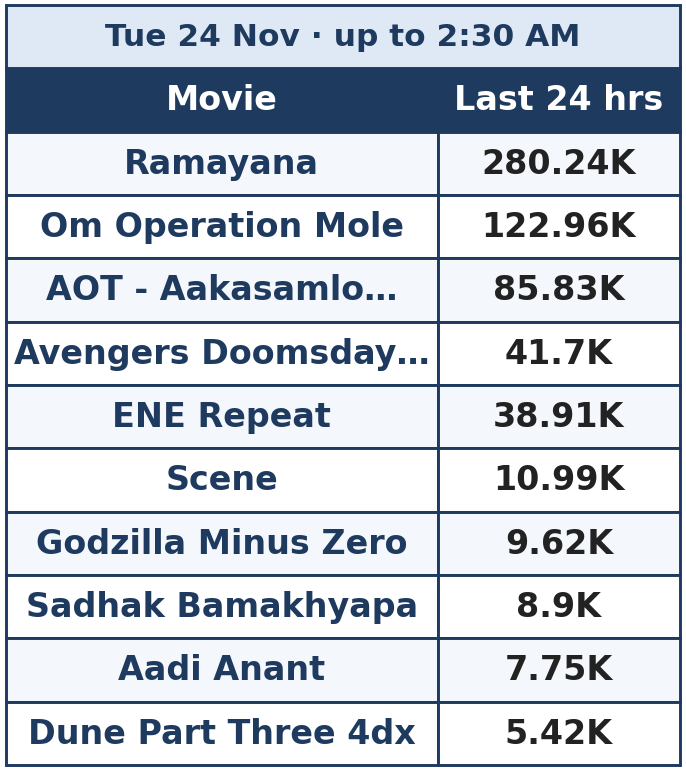 Tue 24 Nov · up to 2:30 AM
Movie Last 24 hrs
Ramayana 280.24K
Om Operation Mole 122.96K
AOT - Aakasamlo... 85.83K
Avengers Doomsday... 41.7K
ENE Repeat 38.91K
Scene 10.99K
Godzilla Minus Zero 9.62K
Sadhak Bamakhyapa 8.9K
Aadi Anant 7.75K
Dune Part Three 4dx 5.42K